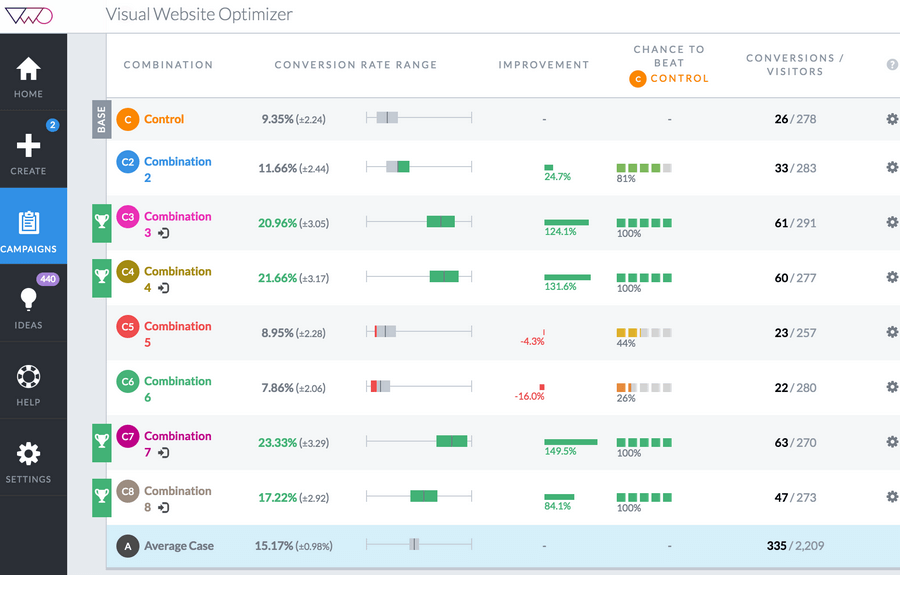 VWO
Visual Website Optimizer
COMBINATION
CONVERSION RATE RANGE
IMPROVEMENT
CHANCE TO
BEAT
C CONTROL
CONVERSIONS /
VISITORS
?
HOME
2
CREATE
CAMPAIGNS
440
IDEAS
HELP
SETTINGS
BASE
C Control 9.35% (±2.24) - - 26 / 278
C2 Combination 2 11.66% (±2.44) 24.7% 81% 33 / 283
C3 Combination 3 20.96% (±3.05) 124.1% 100% 61 / 291
C4 Combination 4 21.66% (±3.17) 131.6% 100% 60 / 277
C5 Combination 5 8.95% (±2.28) -4.3% 44% 23 / 257
C6 Combination 6 7.86% (±2.06) -16.0% 26% 22 / 280
C7 Combination 7 23.33% (±3.29) 149.5% 100% 63 / 270
C8 Combination 8 17.22% (±2.92) 84.1% 100% 47 / 273
A Average Case 15.17% (±0.98%) - - 335 / 2,209